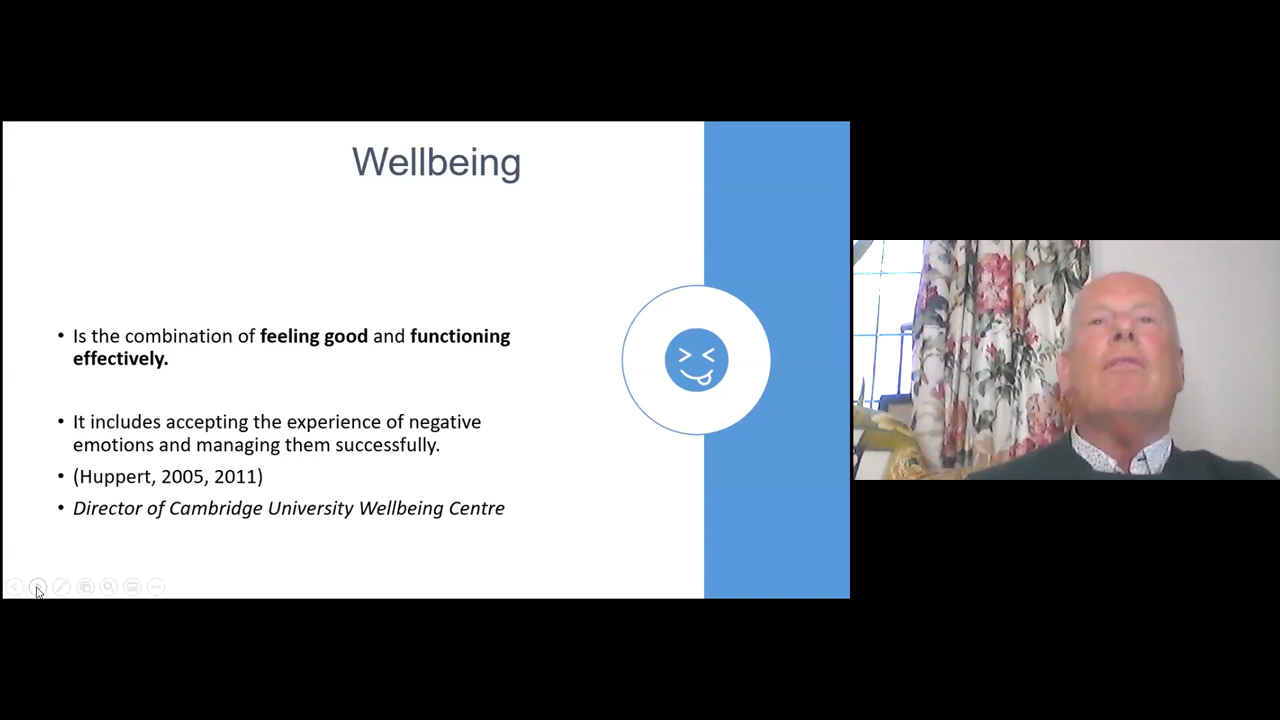 Wellbeing
• Is the combination of feeling good and functioning
effectively.
• It includes accepting the experience of negative
emotions and managing them successfully.
• (Huppert, 2005, 2011)
• Director of Cambridge University Wellbeing Centre